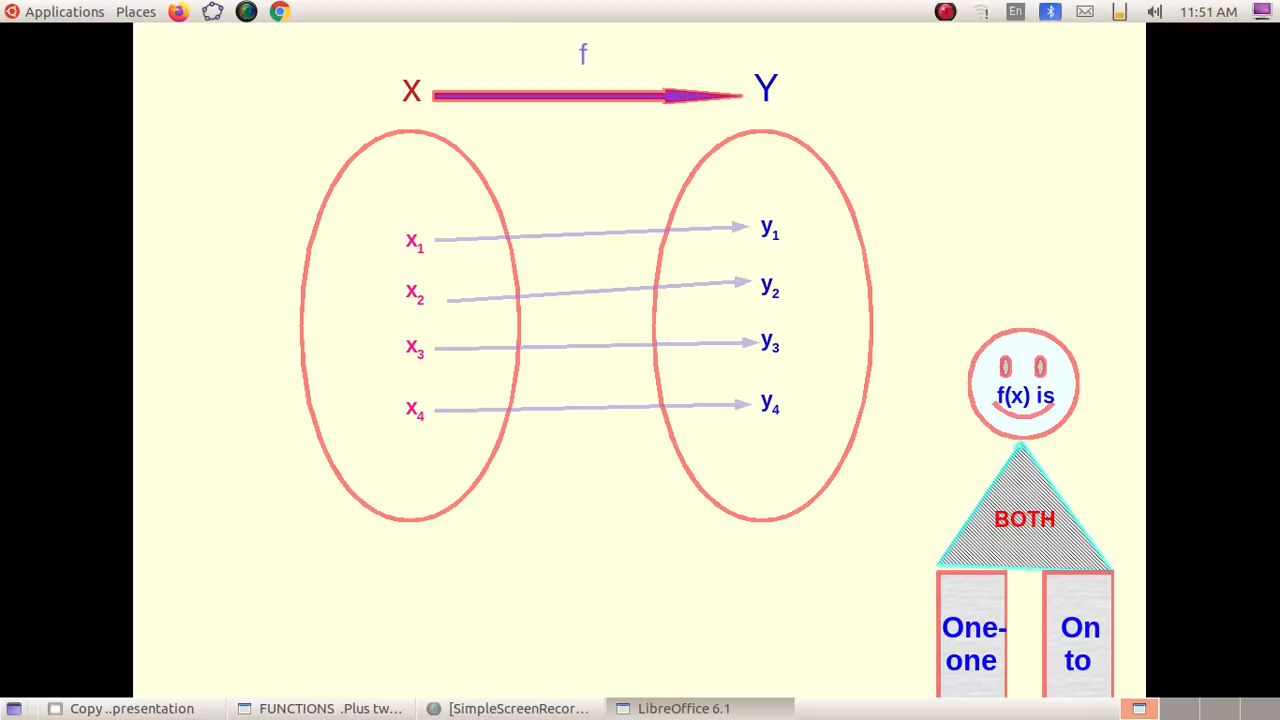 Applications Places En 11:51 AM
f
X Y
x1 y1
x2 y2
x3 y3
x4 y4
f(x) is
BOTH
One-one
On to
Copy ..presentation FUNCTIONS .Plus tw... [SimpleScreenRecor... LibreOffice 6.1